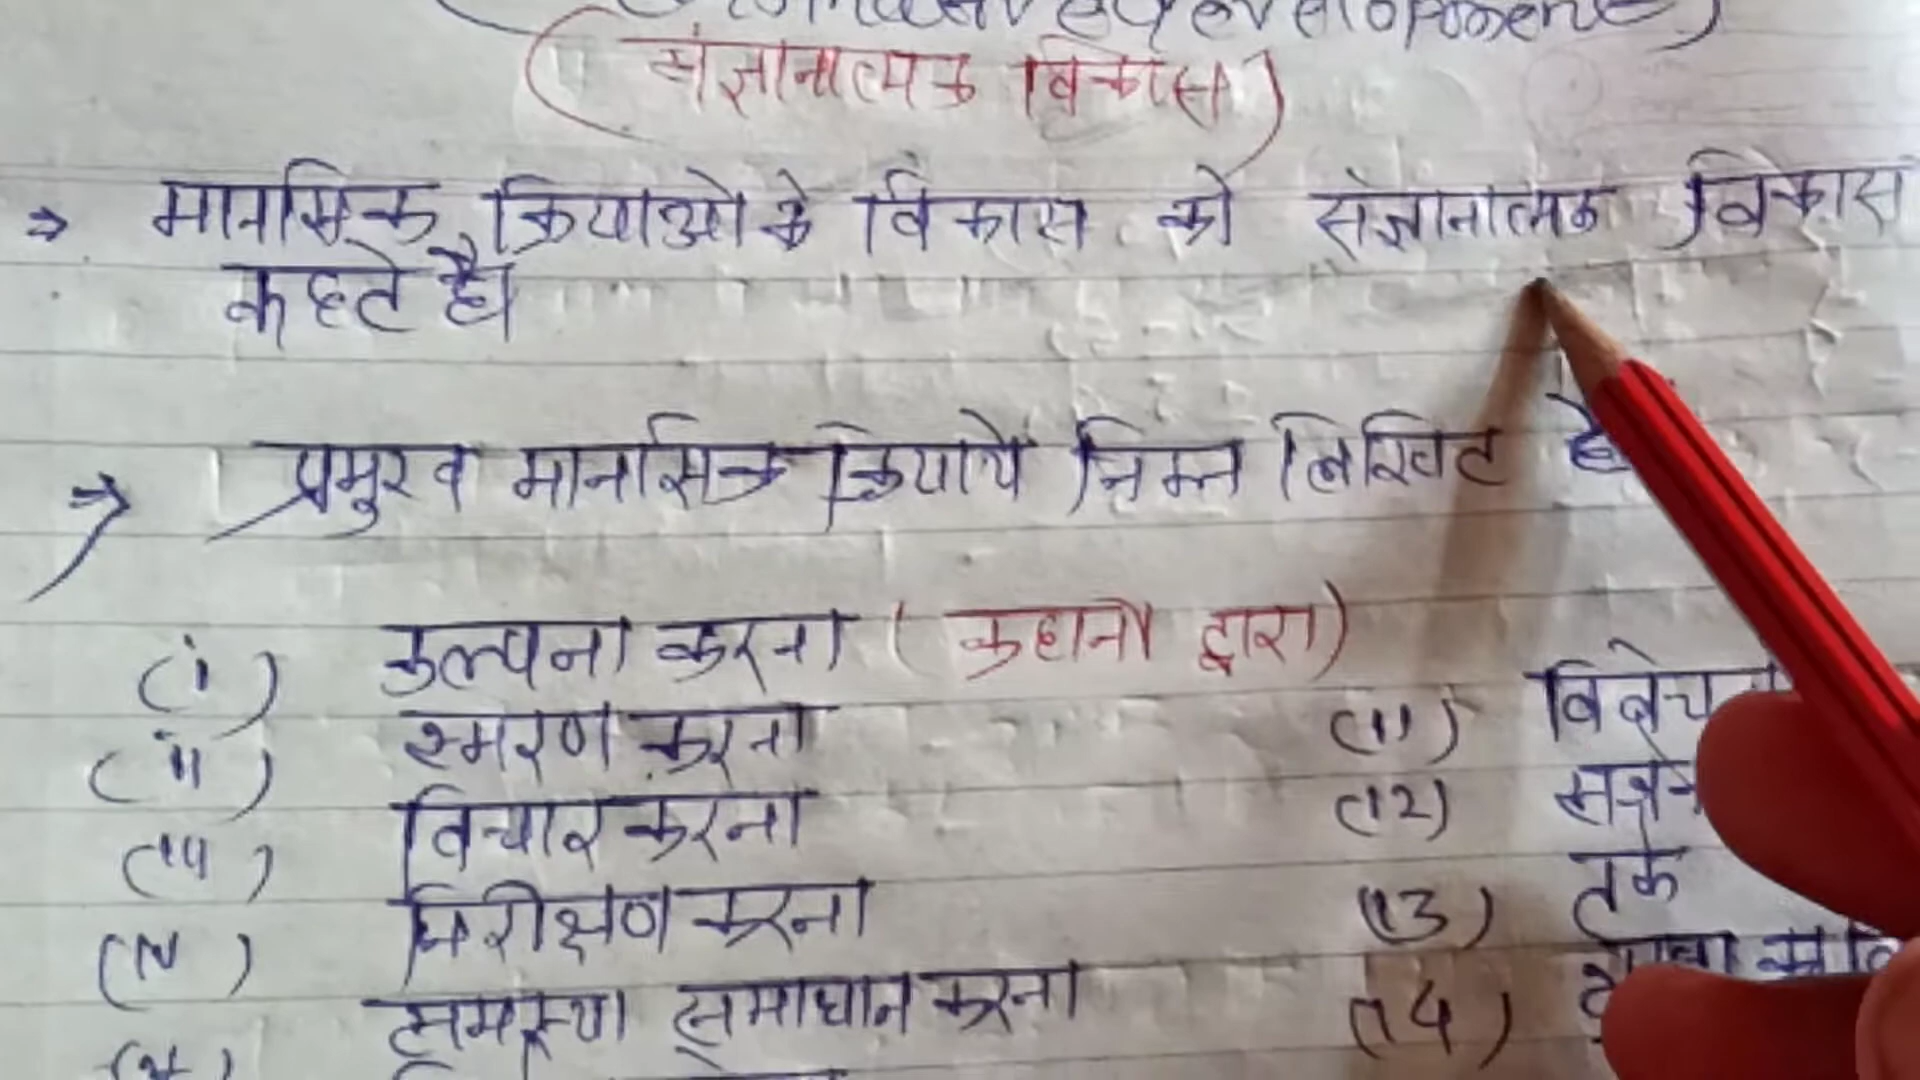 Development)
(संज्ञानात्मक विकास)
→ मानसिक क्रियाओ के विकास को संज्ञानात्मक विकास
कहते है।
→ प्रमुख मानसिक क्रियाये निम्न लिखित है
(i) कल्पना करना (कहानी द्वारा)
(ii) स्मरण करना (11)
(iii) विचार करना (12)
(iv) निरीक्षण करना (13) तर्क
समस्या समाधान करना (14)